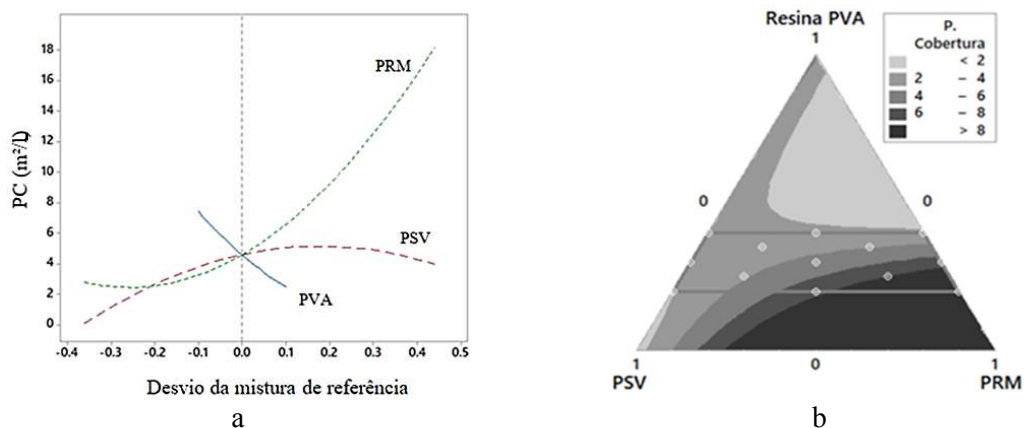 PC (m²/L)
18
16
14
12
10
8
6
4
2
0
PRM
PSV
PVA
-0.4 -0.3 -0.2 -0.1 0.0 0.1 0.2 0.3 0.4 0.5
Desvio da mistura de referência
a
Resina PVA
1
P.
Cobertura
< 2
2 – 4
4 – 6
6 – 8
> 8
0 0
1 0 1
PSV PRM
b